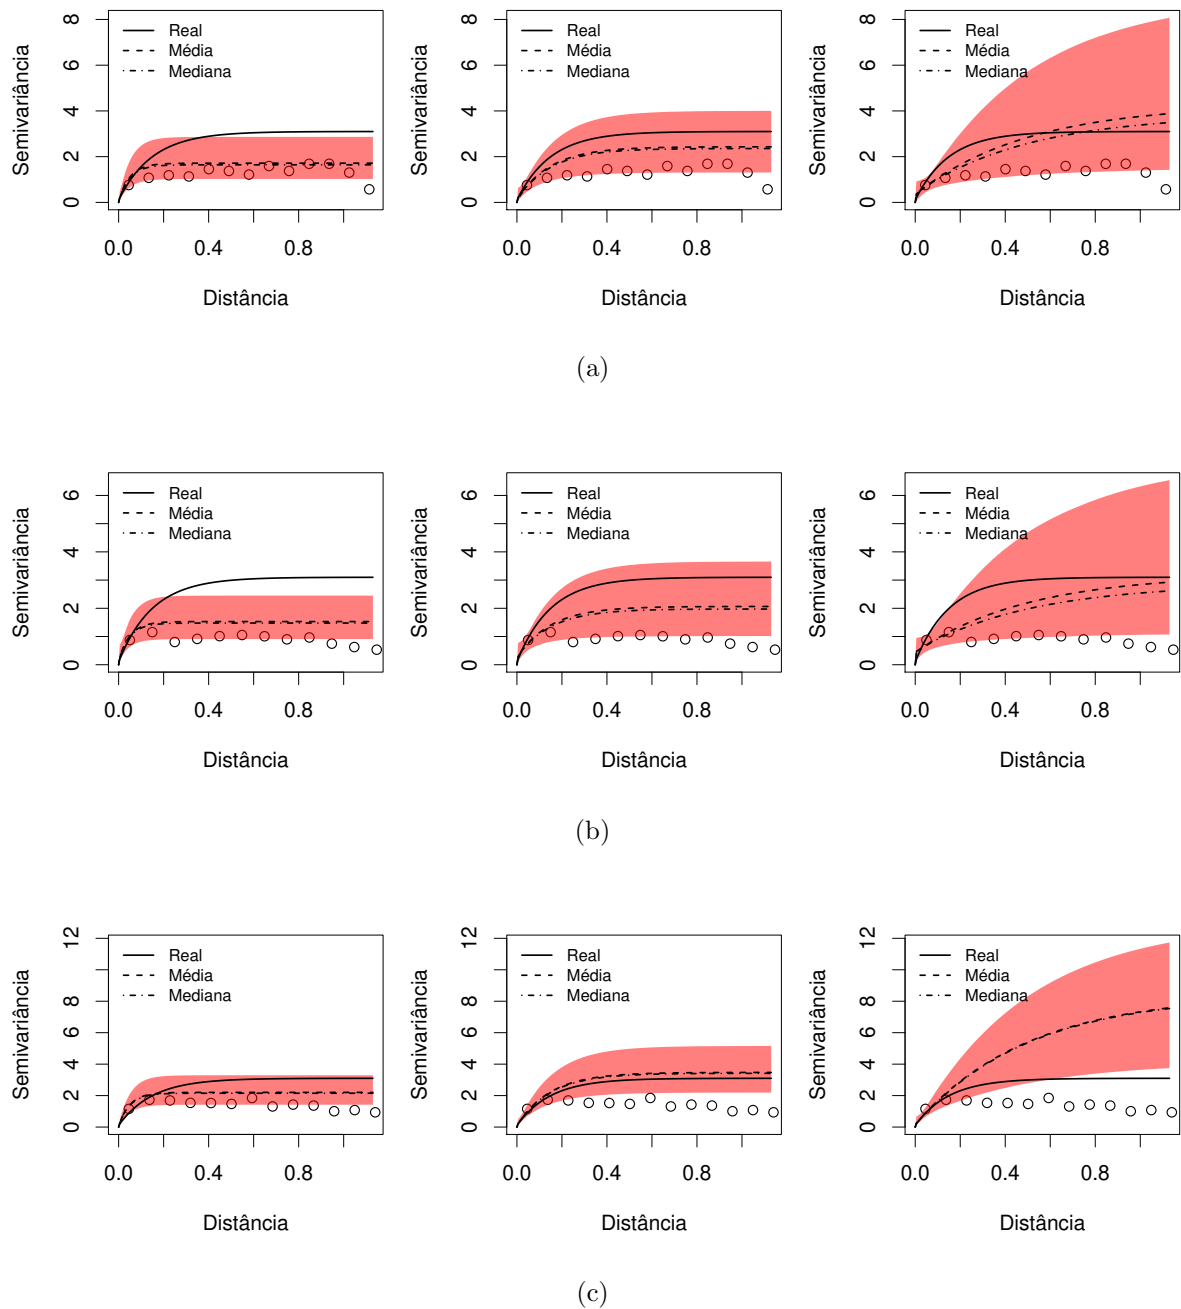 8
6
4
2
0
Semivariância
Real
Média
Mediana
0.0 0.4 0.8
Distância
8
6
4
2
0
Semivariância
Real
Média
Mediana
0.0 0.4 0.8
Distância
8
6
4
2
0
Semivariância
Real
Média
Mediana
0.0 0.4 0.8
Distância
(a)
6
4
2
0
Semivariância
Real
Média
Mediana
0.0 0.4 0.8
Distância
6
4
2
0
Semivariância
Real
Média
Mediana
0.0 0.4 0.8
Distância
6
4
2
0
Semivariância
Real
Média
Mediana
0.0 0.4 0.8
Distância
(b)
12
8
6
4
2
0
Semivariância
Real
Média
Mediana
0.0 0.4 0.8
Distância
12
8
6
4
2
0
Semivariância
Real
Média
Mediana
0.0 0.4 0.8
Distância
12
8
6
4
2
0
Semivariância
Real
Média
Mediana
0.0 0.4 0.8
Distância
(c)